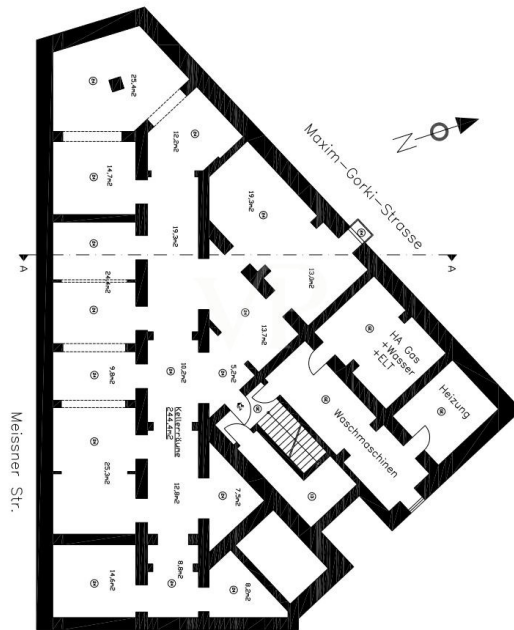 25,4m2
12,2m2
Maxim-Gorki-Strasse
N
14,7m2
19,3m2
19,3m2
A
A
13,0m2
24,4m2
13,7m2
HA Gas
+Wasser
+ELT
9,8m2
10,2m2
5,2m2
Heizung
Kellerräume
244,4m2
Waschmaschinen
Meissner Str.
25,3m2
12,8m2
7,5m2
14,6m2
8,8m2
8,2m2